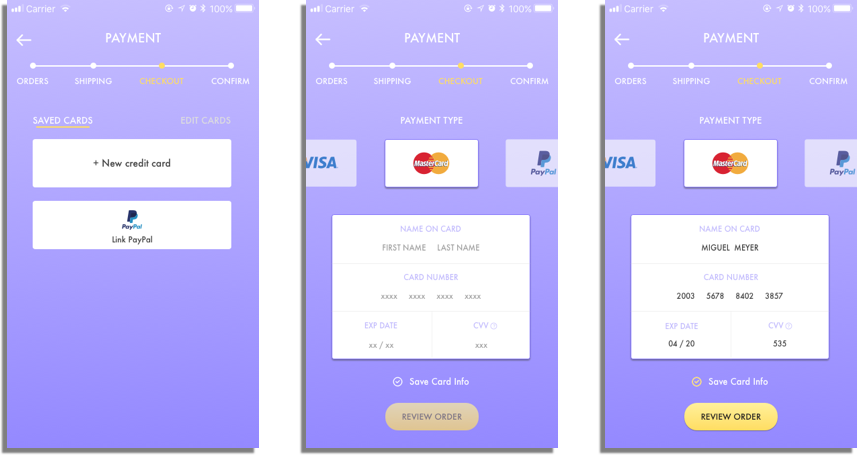 Carrier 100%
PAYMENT
ORDERS SHIPPING CHECKOUT CONFIRM
SAVED CARDS EDIT CARDS
+ New credit card
PayPal
Link PayPal
Carrier 100%
PAYMENT
ORDERS SHIPPING CHECKOUT CONFIRM
PAYMENT TYPE
VISA MasterCard PayPal
NAME ON CARD
FIRST NAME LAST NAME
CARD NUMBER
xxxx xxxx xxxx xxxx
EXP DATE CVV ?
xx / xx xxx
Save Card Info
REVIEW ORDER
Carrier 100%
PAYMENT
ORDERS SHIPPING CHECKOUT CONFIRM
PAYMENT TYPE
VISA MasterCard PayPal
NAME ON CARD
MIGUEL MEYER
CARD NUMBER
2003 5678 8402 3857
EXP DATE CVV ?
04 / 20 535
Save Card Info
REVIEW ORDER